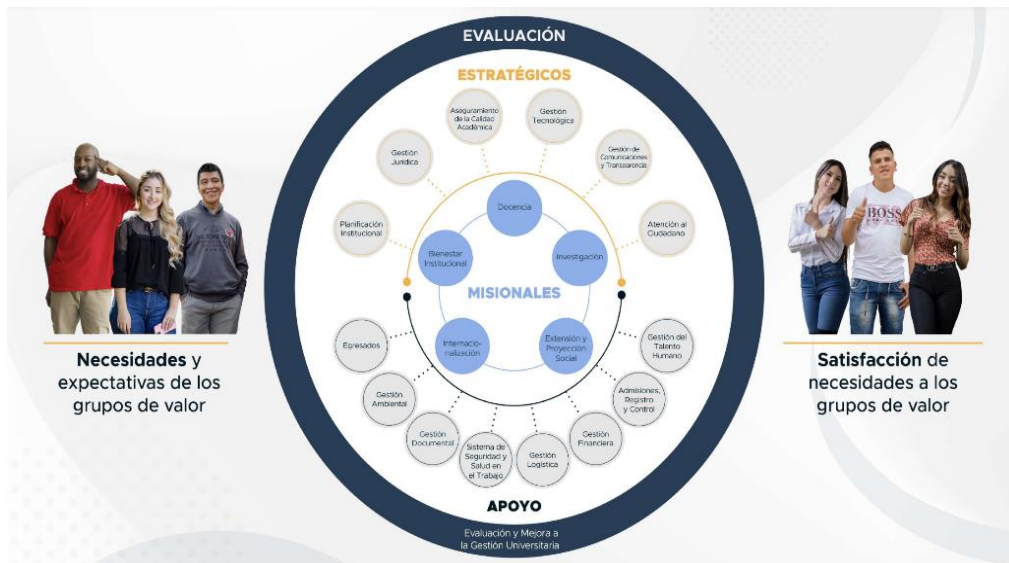 EVALUACIÓN
ESTRATÉGICOS
Aseguramiento
de la Calidad
Académica
Gestión
Tecnológica
Gestión
Jurídica
Gestión de
Comunicaciones
y Transparencia
Planificación
Institucional
Atención al
Ciudadano
Docencia
Bienestar
Institucional
Investigación
MISIONALES
Internacio-
nalización
Extensión y
Proyección
Social
Egresados
Gestión del
Talento
Humano
Gestión
Ambiental
Admisiones,
Registro
y Control
Gestión
Documental
Gestión
Financiera
Sistema de
Seguridad y
Salud en
el Trabajo
Gestión
Logística
APOYO
Evaluación y Mejora a
la Gestión Universitaria
Necesidades y
expectativas de los
grupos de valor
BOSS
Satisfacción de
necesidades a los
grupos de valor